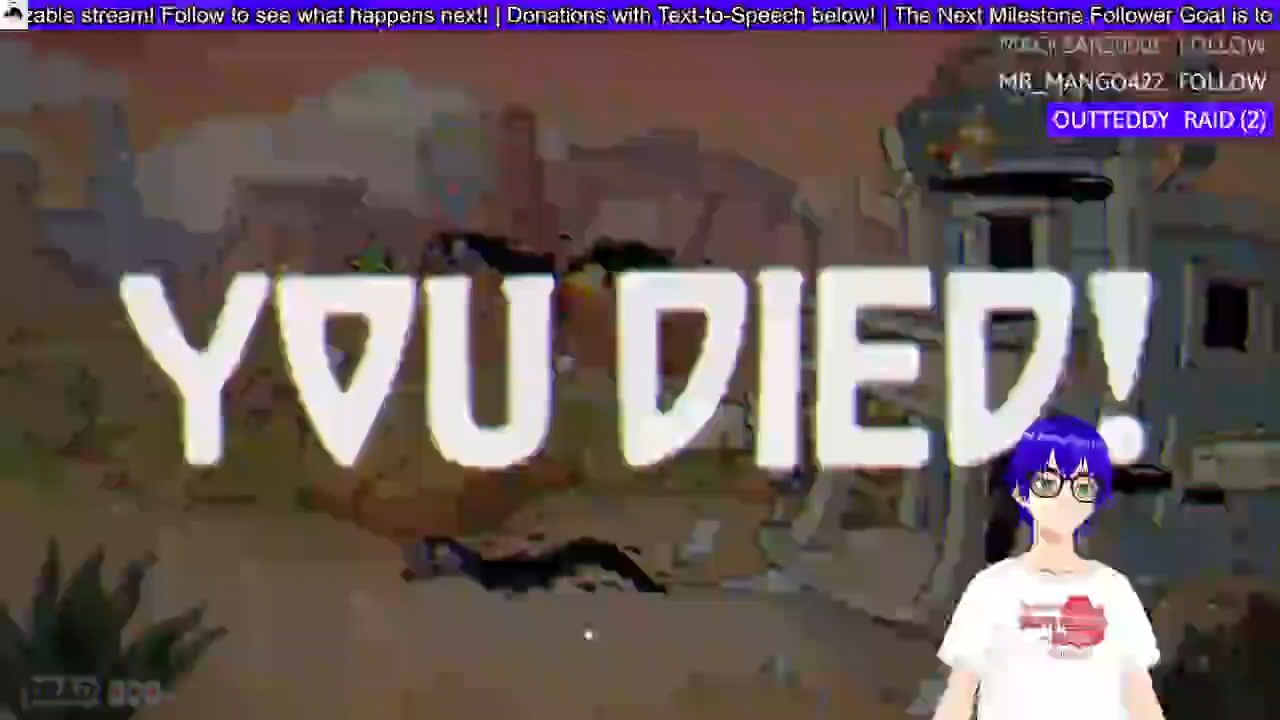 zable stream! Follow to see what happens next! | Donations with Text-to-Speech below! | The Next Milestone Follower Goal is to
FOLLOW
MR_MANGO422 FOLLOW
OUTTEDDY RAID (2)
YOU DIED!